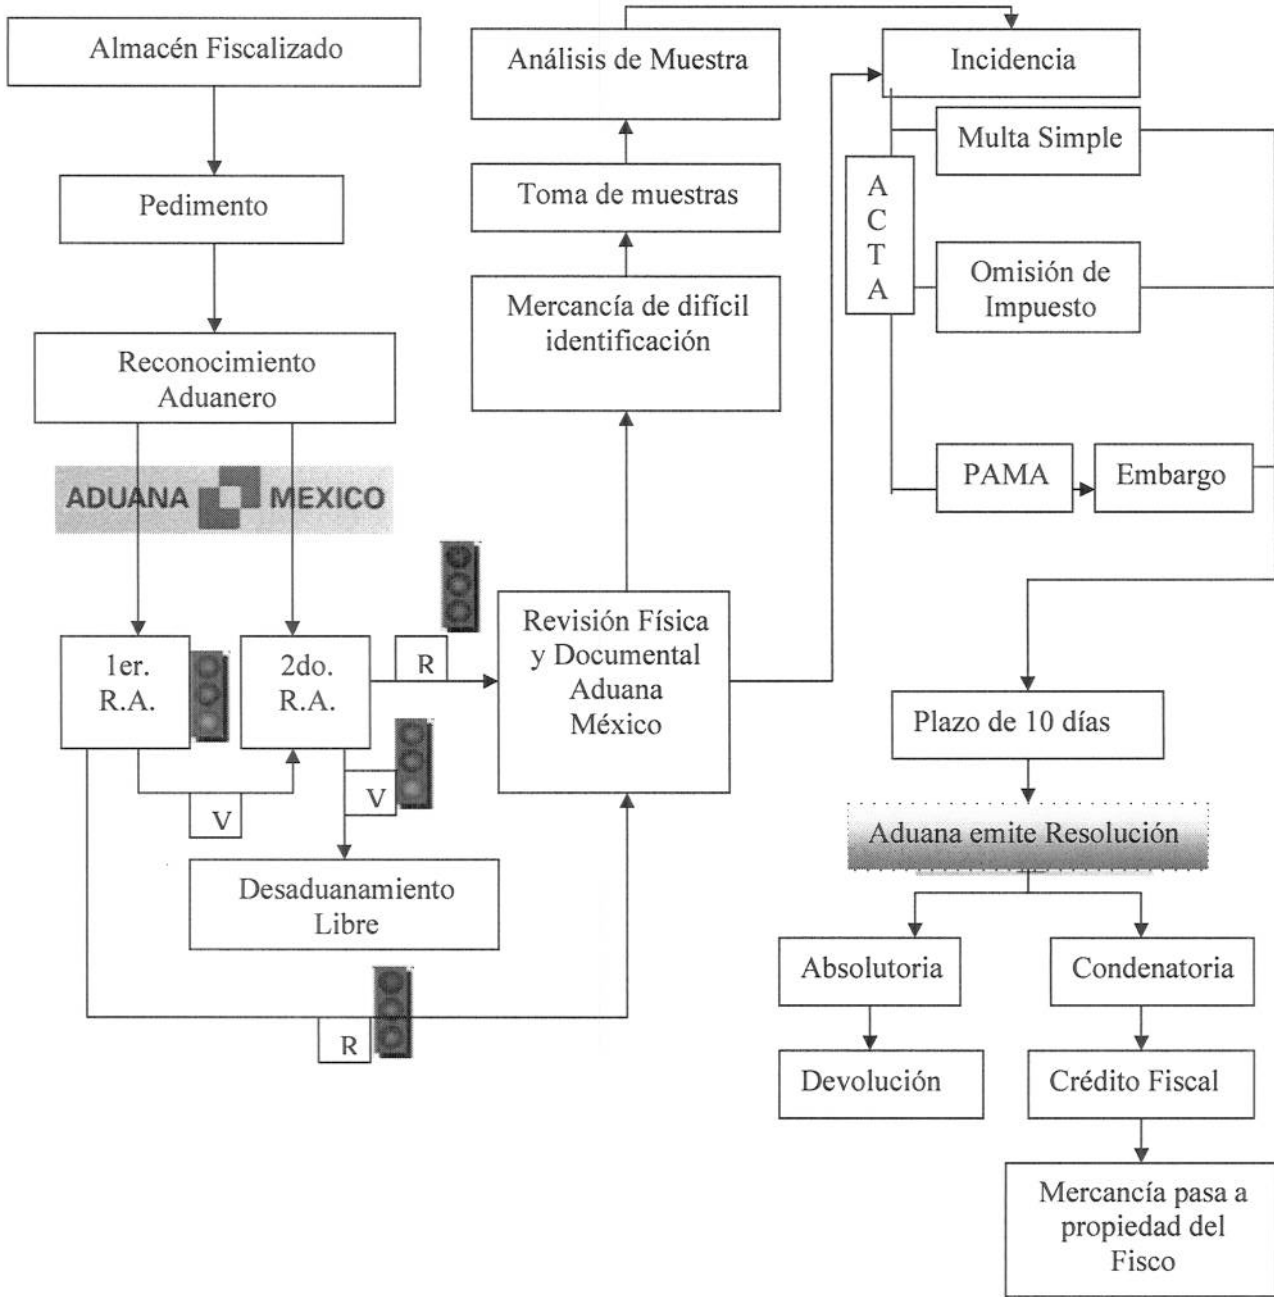 Almacén Fiscalizado
Pedimento
Reconocimiento
Aduanero
ADUANA MEXICO
1er.
R.A.
2do.
R.A.
V
V
R
Desaduanamiento
Libre
R
Análisis de Muestra
Toma de muestras
Mercancía de difícil
identificación
Revisión Física
y Documental
Aduana
México
Incidencia
A
C
T
A
Multa Simple
Omisión de
Impuesto
PAMA
Embargo
Plazo de 10 días
Aduana emite Resolución
Absolutoria
Condenatoria
Devolución
Crédito Fiscal
Mercancía pasa a
propiedad del
Fisco